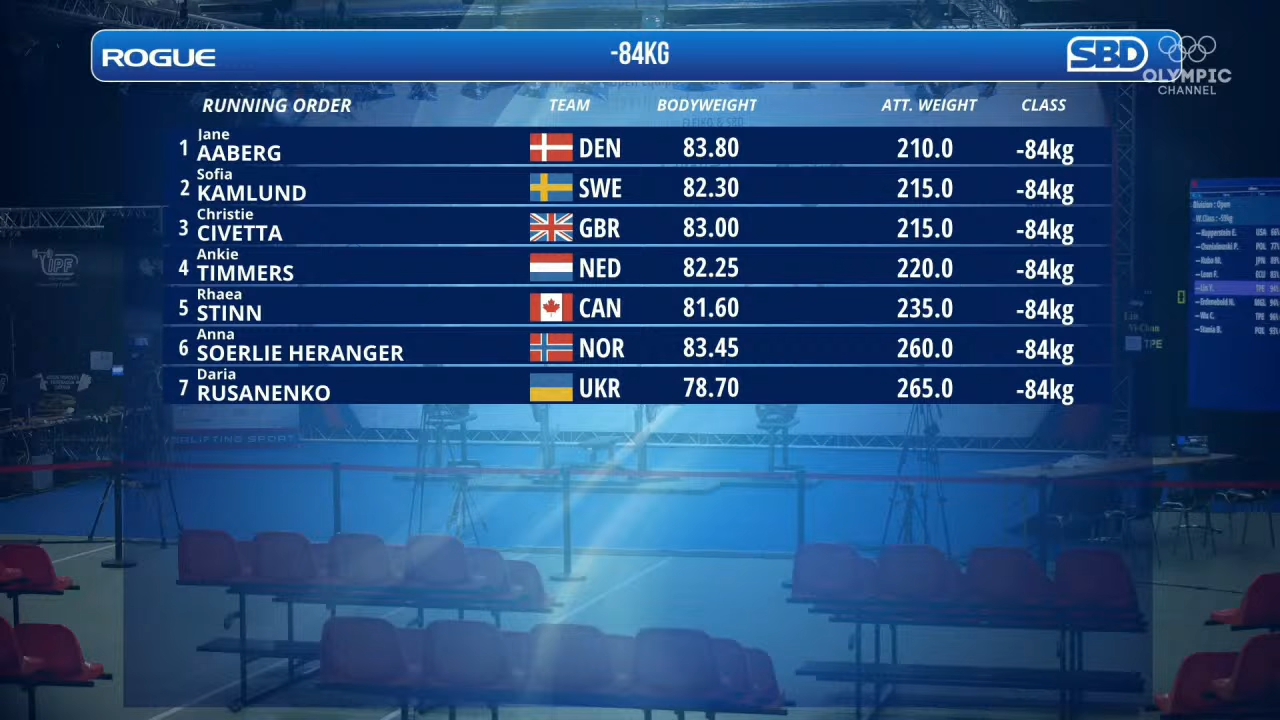 ROGUE
-84KG
SBD
OLYMPIC
CHANNEL
RUNNING ORDER TEAM BODYWEIGHT ATT. WEIGHT CLASS
1 Jane AABERG DEN 83.80 210.0 -84kg
2 Sofia KAMLUND SWE 82.30 215.0 -84kg
3 Christie CIVETTA GBR 83.00 215.0 -84kg
4 Ankie TIMMERS NED 82.25 220.0 -84kg
5 Rhaea STINN CAN 81.60 235.0 -84kg
6 Anna SOERLIE HERANGER NOR 83.45 260.0 -84kg
7 Daria RUSANENKO UKR 78.70 265.0 -84kg
IPF
Division : Open
TPE